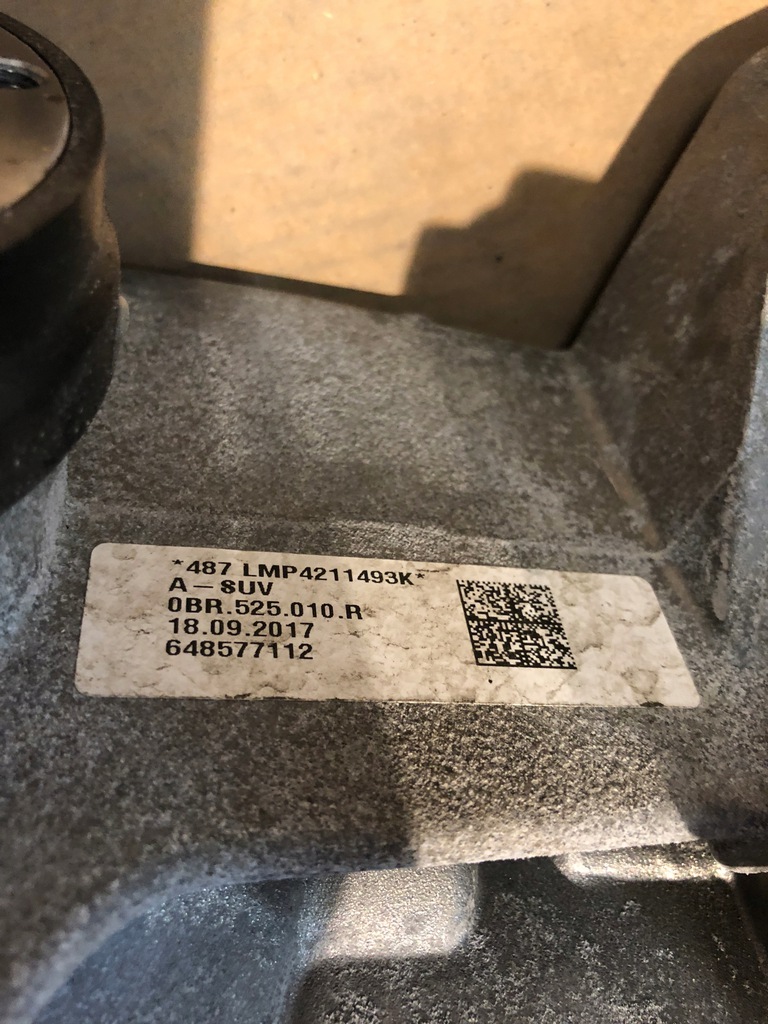 *487 LMP4211493K*
A-SUV
0BR.525.010.R
18.09.2017
648577112